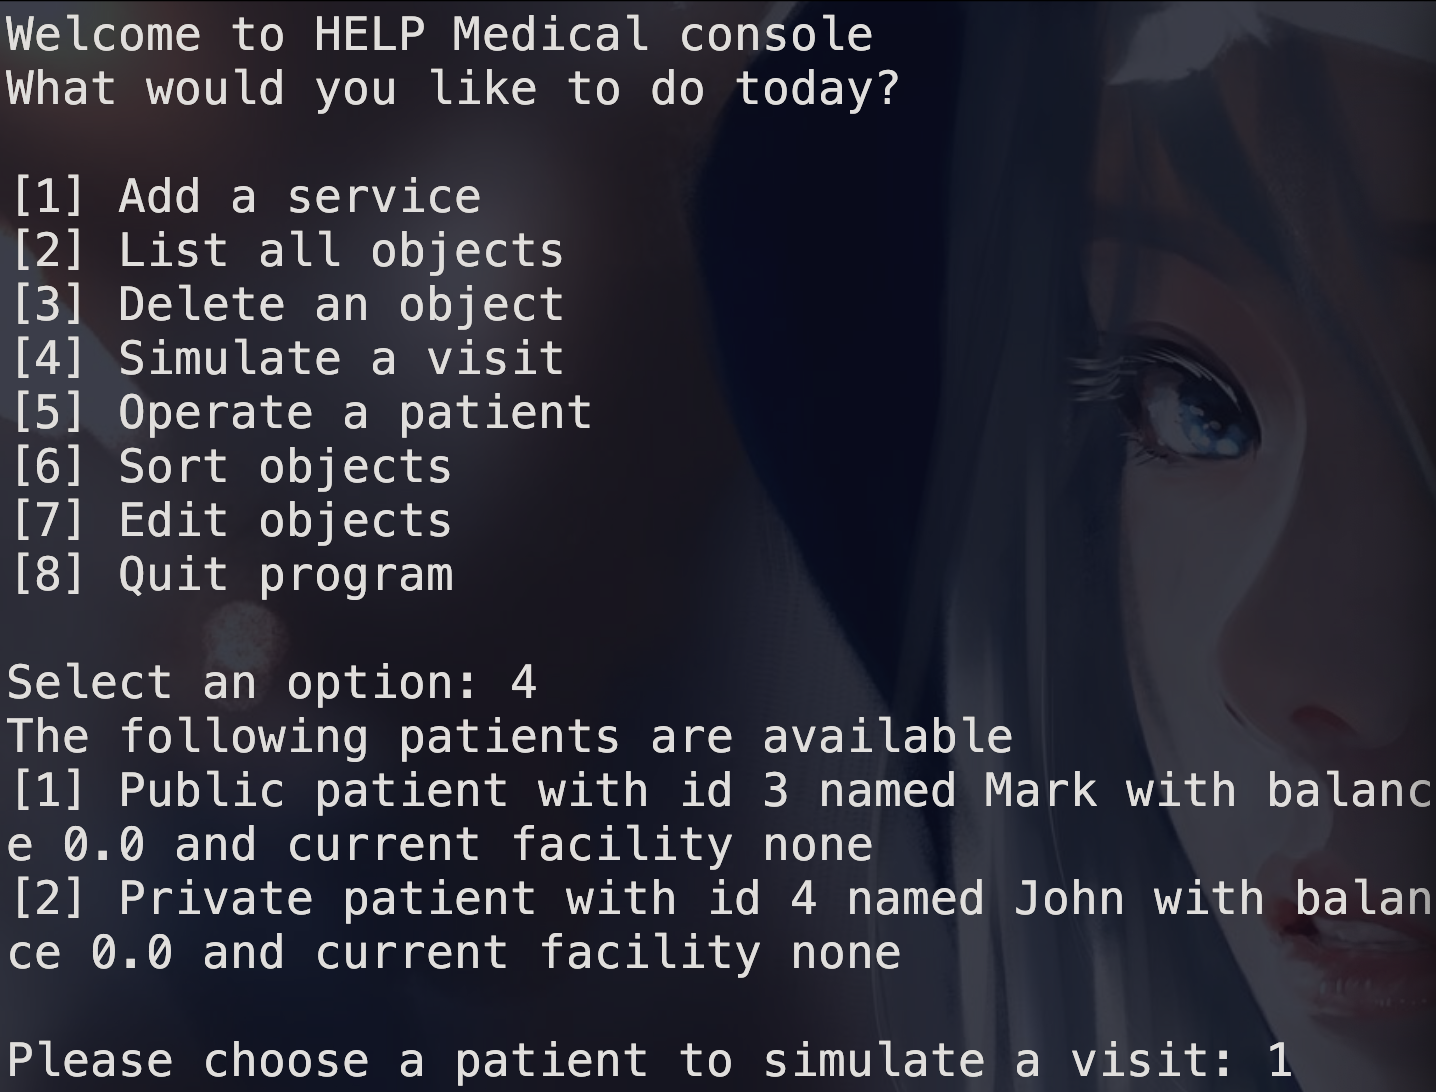 Welcome to HELP Medical console
What would you like to do today?
[1] Add a service
[2] List all objects
[3] Delete an object
[4] Simulate a visit
[5] Operate a patient
[6] Sort objects
[7] Edit objects
[8] Quit program
Select an option: 4
The following patients are available
[1] Public patient with id 3 named Mark with balanc
e 0.0 and current facility none
[2] Private patient with id 4 named John with balan
ce 0.0 and current facility none
Please choose a patient to simulate a visit: 1